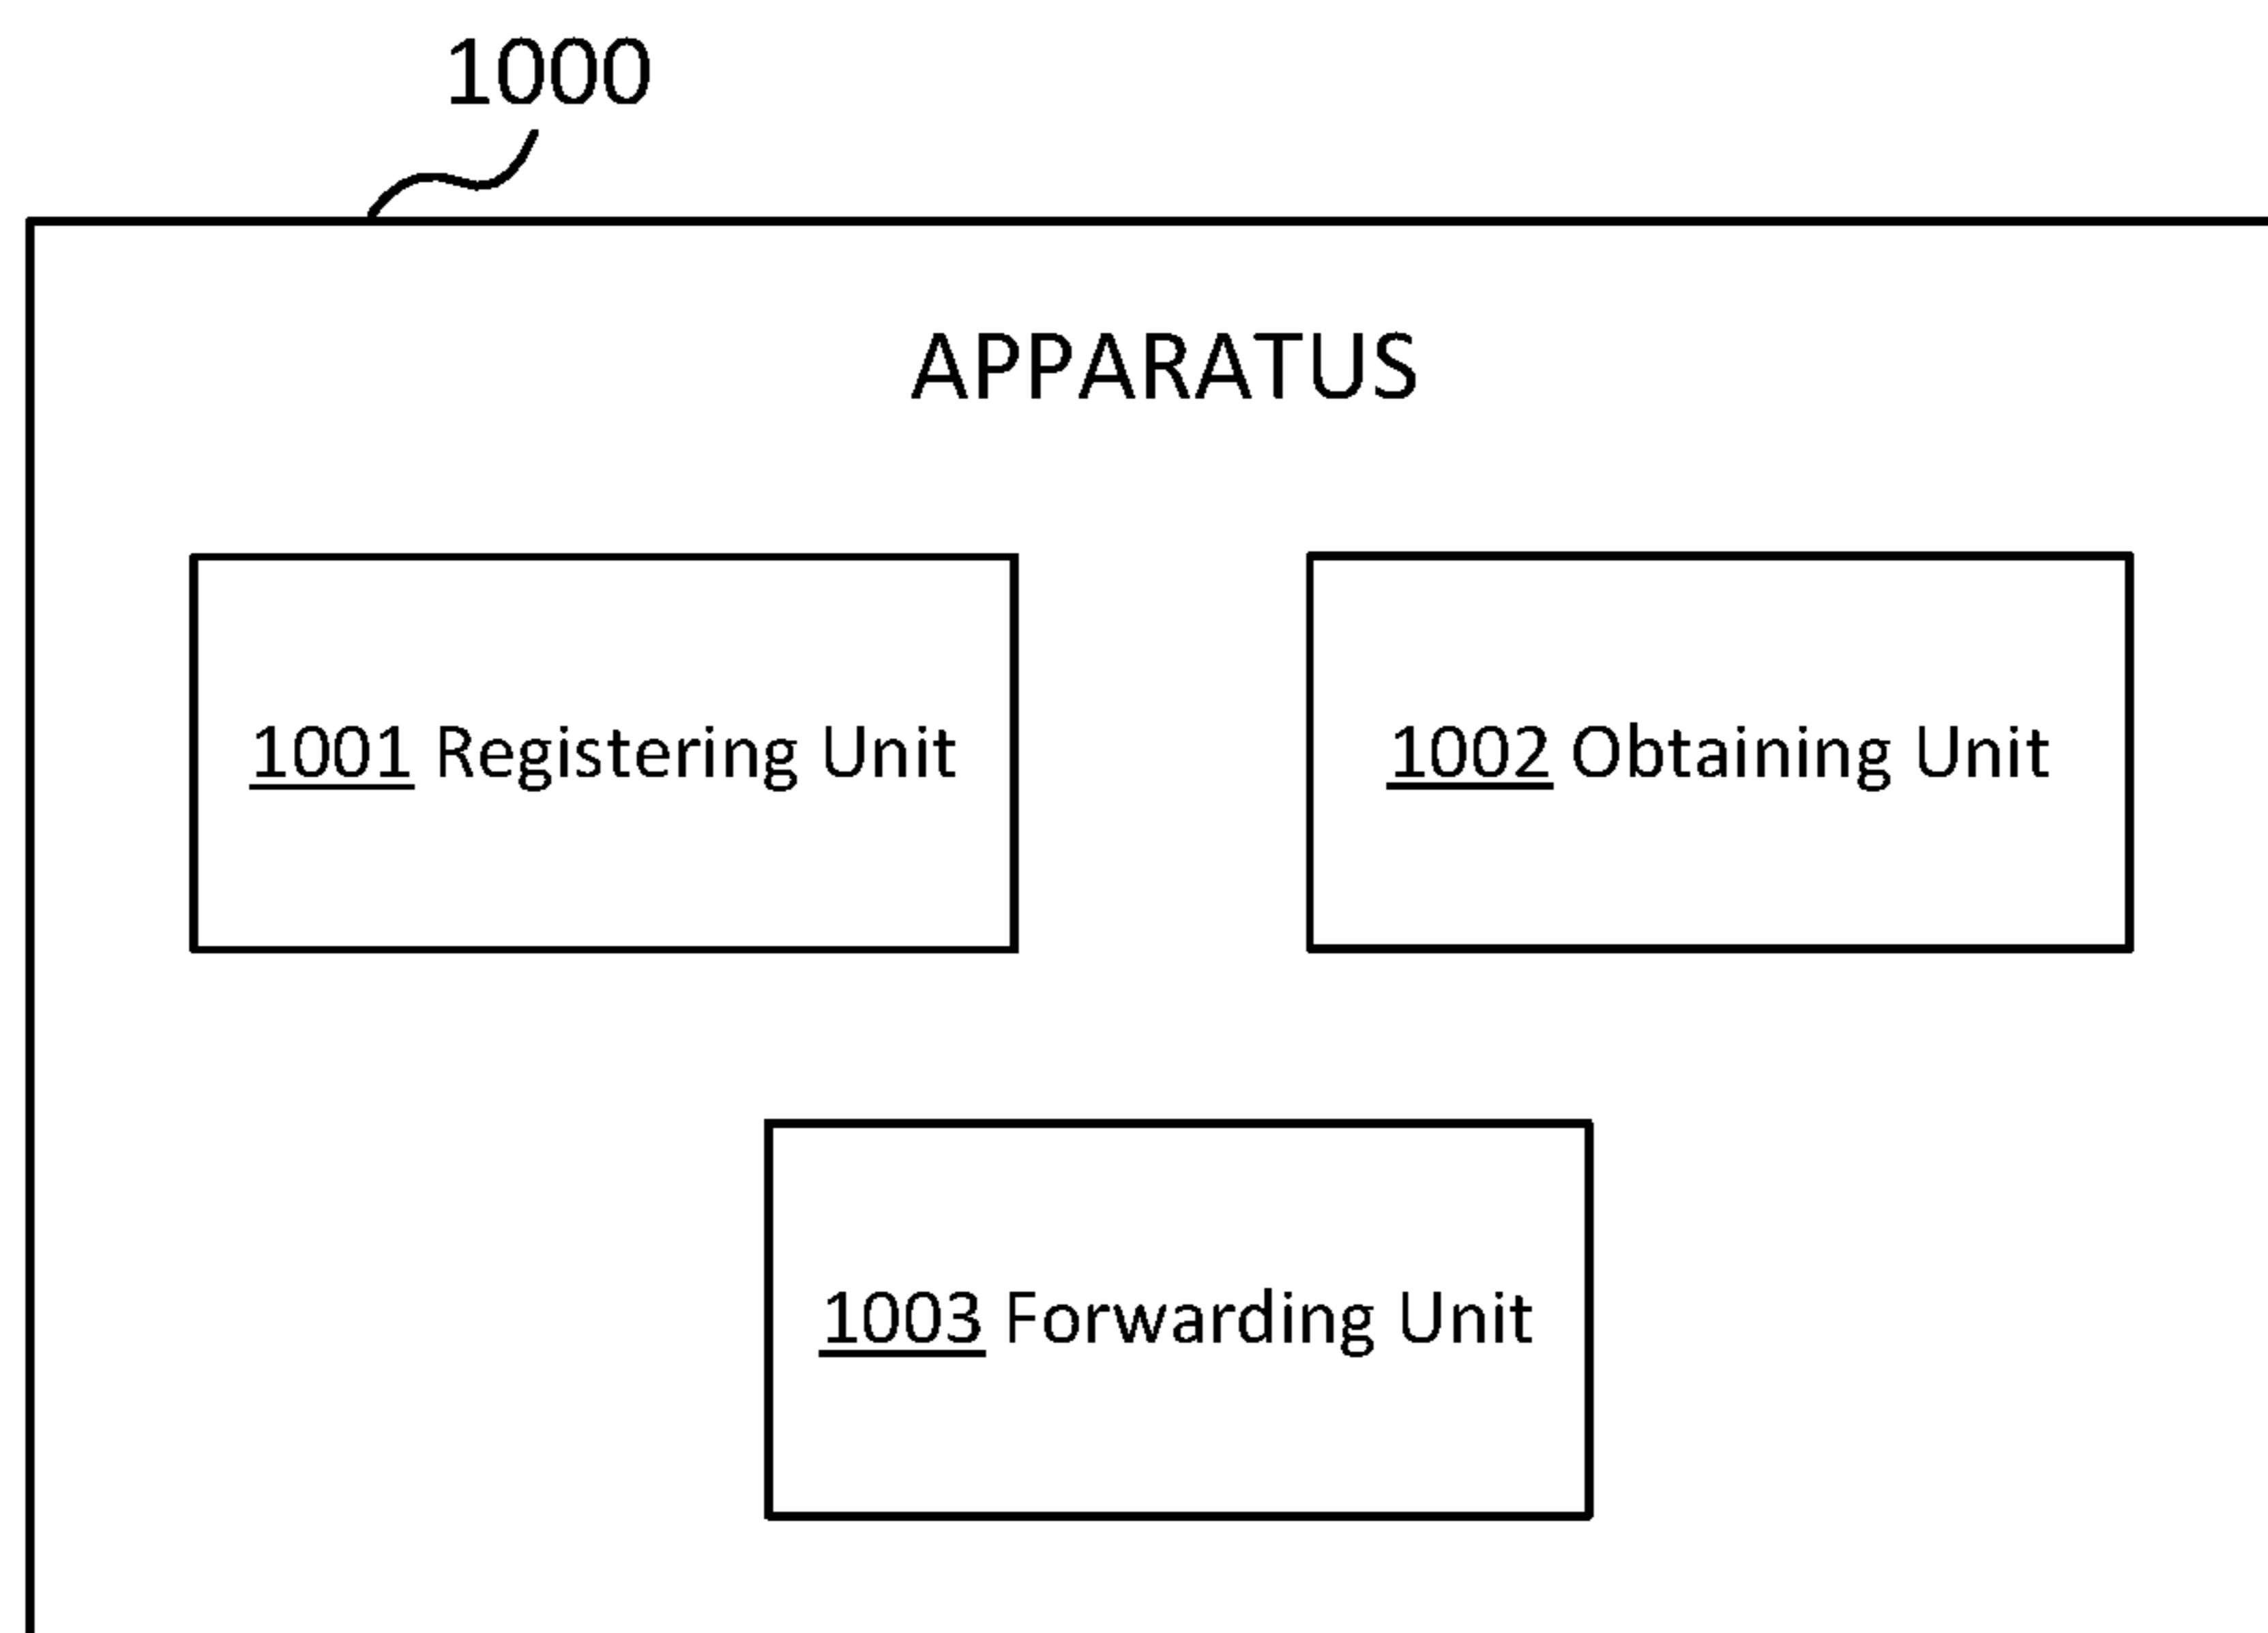 1000
APPARATUS
1001 Registering Unit
1002 Obtaining Unit
1003 Forwarding Unit